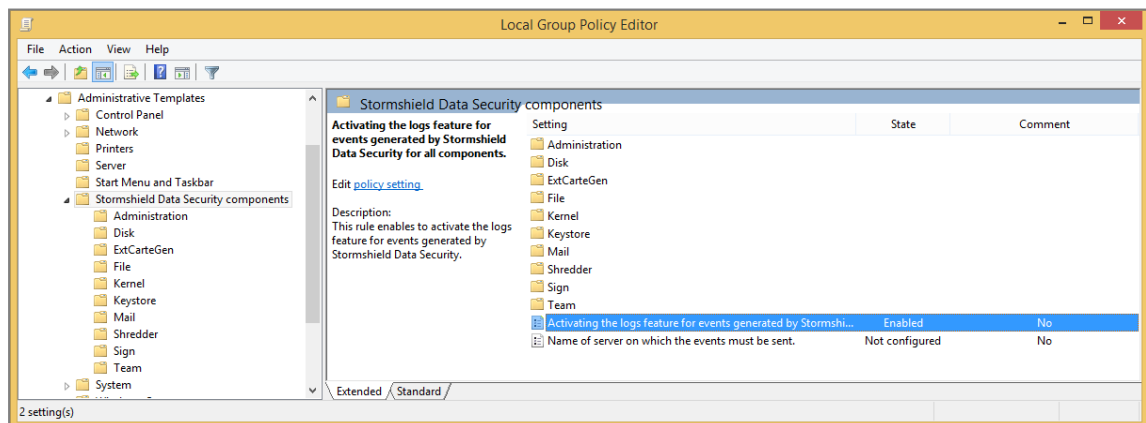 Local Group Policy Editor
File Action View Help
Administrative Templates
Control Panel
Network
Printers
Server
Start Menu and Taskbar
Stormshield Data Security components
Administration
Disk
ExtCarteGen
File
Kernel
Keystore
Mail
Shredder
Sign
Team
System
Stormshield Data Security components
Activating the logs feature for
events generated by Stormshield
Data Security for all components.
Edit policy setting
Description:
This rule enables to activate the logs
feature for events generated by
Stormshield Data Security.
Setting State Comment
Administration
Disk
ExtCarteGen
File
Kernel
Keystore
Mail
Shredder
Sign
Team
Activating the logs feature for events generated by Stormshi... Enabled No
Name of server on which the events must be sent. Not configured No
Extended Standard
2 setting(s)